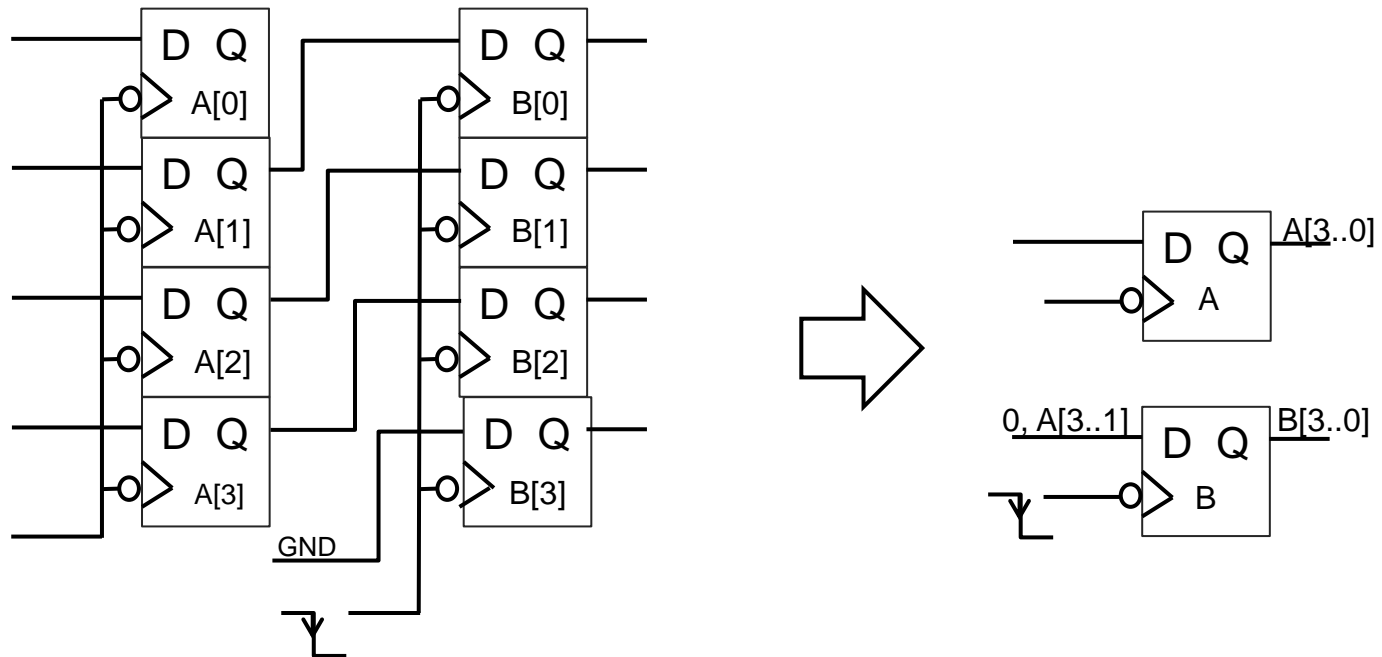 D Q
A[0]
D Q
A[1]
D Q
A[2]
D Q
A[3]
D Q
B[0]
D Q
B[1]
D Q
B[2]
D Q
B[3]
GND
D Q
A[3..0]
A
0, A[3..1]
D Q
B[3..0]
B